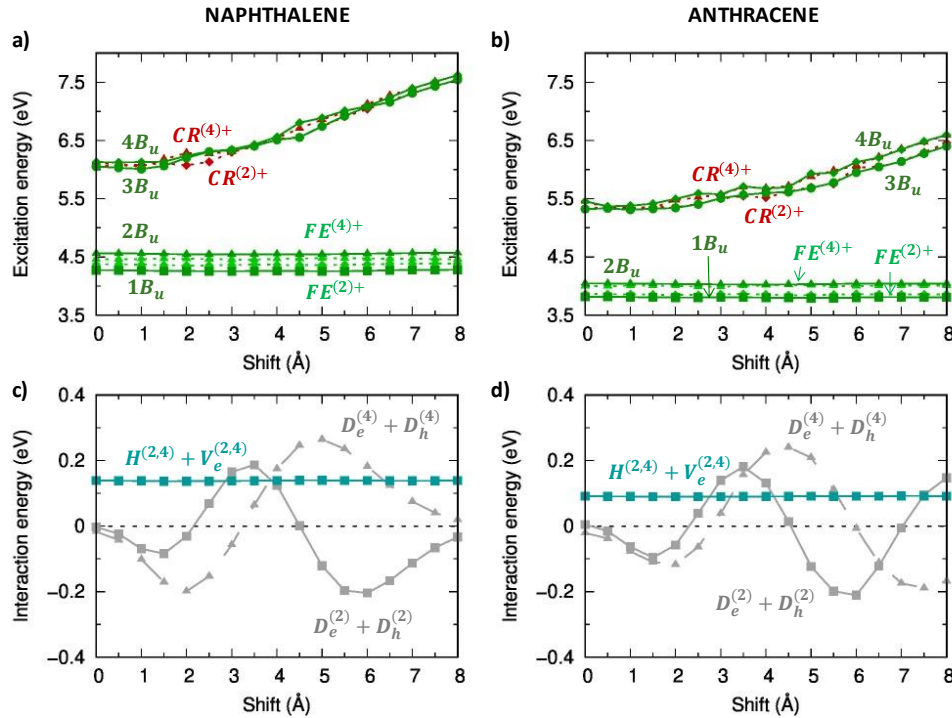 NAPHTHALENE
ANTHRACENE
a)
b)
Excitation energy (eV)
7.5
6.5
5.5
4.5
3.5
4B_u
3B_u
2B_u
1B_u
CR^(4)+
CR^(2)+
FE^(4)+
FE^(2)+
0 1 2 3 4 5 6 7 8
Shift (Å)
Excitation energy (eV)
7.5
6.5
5.5
4.5
3.5
CR^(4)+
CR^(2)+
4B_u
3B_u
2B_u
1B_u
FE^(4)+
FE^(2)+
0 1 2 3 4 5 6 7 8
Shift (Å)
c)
d)
Interaction energy (eV)
0.4
0.2
0
−0.2
−0.4
D_e^(4) + D_h^(4)
H^(2,4) + V_e^(2,4)
D_e^(2) + D_h^(2)
0 1 2 3 4 5 6 7 8
Shift (Å)
Interaction energy (eV)
0.4
0.2
0
−0.2
−0.4
D_e^(4) + D_h^(4)
H^(2,4) + V_e^(2,4)
D_e^(2) + D_h^(2)
0 1 2 3 4 5 6 7 8
Shift (Å)